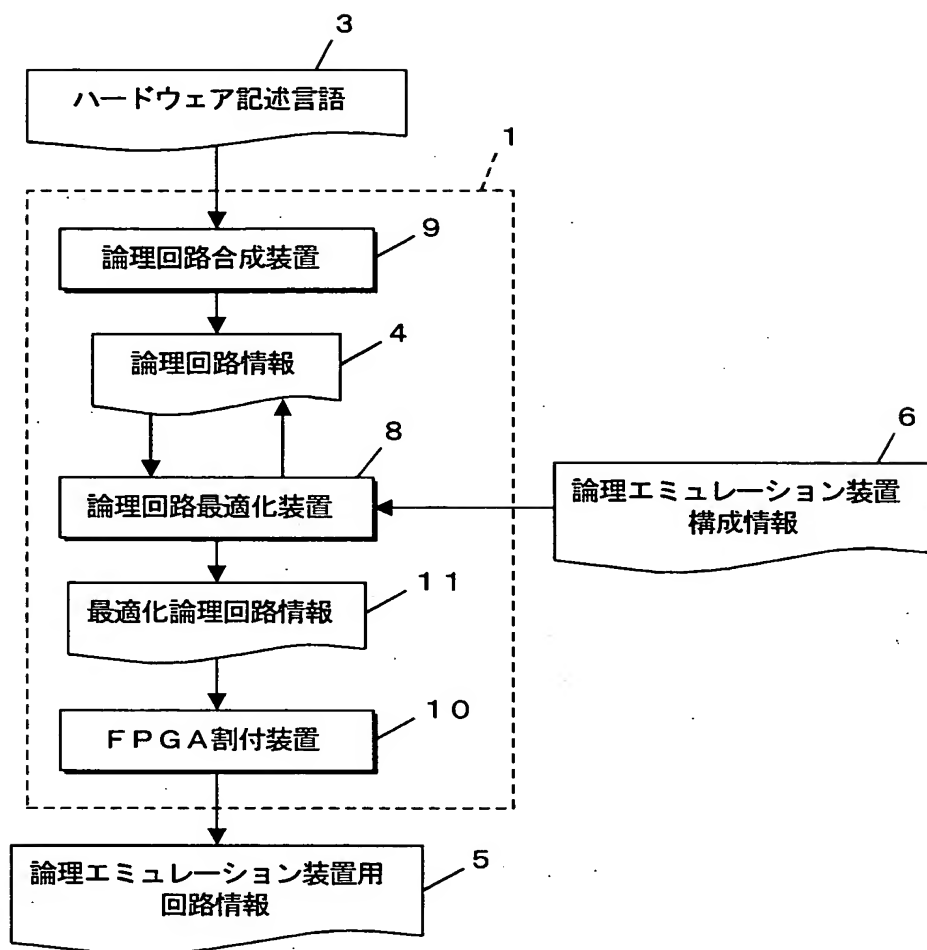 3
ハードウェア記述言語
1
9
論理回路合成装置
4
論理回路情報
8
6
論理回路最適化装置
論理エミュレーション装置
構成情報
11
最適化論理回路情報
10
FPGA割付装置
5
論理エミュレーション装置用
回路情報